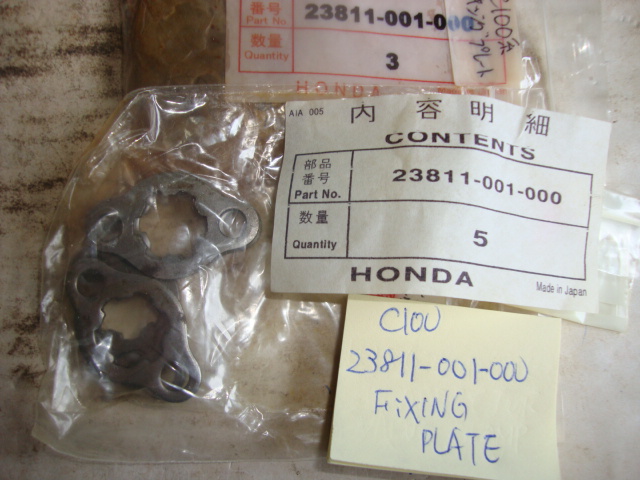 番号
Part No.
23811-001-000
数量
Quantity
3
HONDA
AIA 005
内容明細
CONTENTS
部品
番号
Part No.
23811-001-000
数量
Quantity
5
HONDA
Made in Japan
C100
23811-001-000
FiXING
PLATE